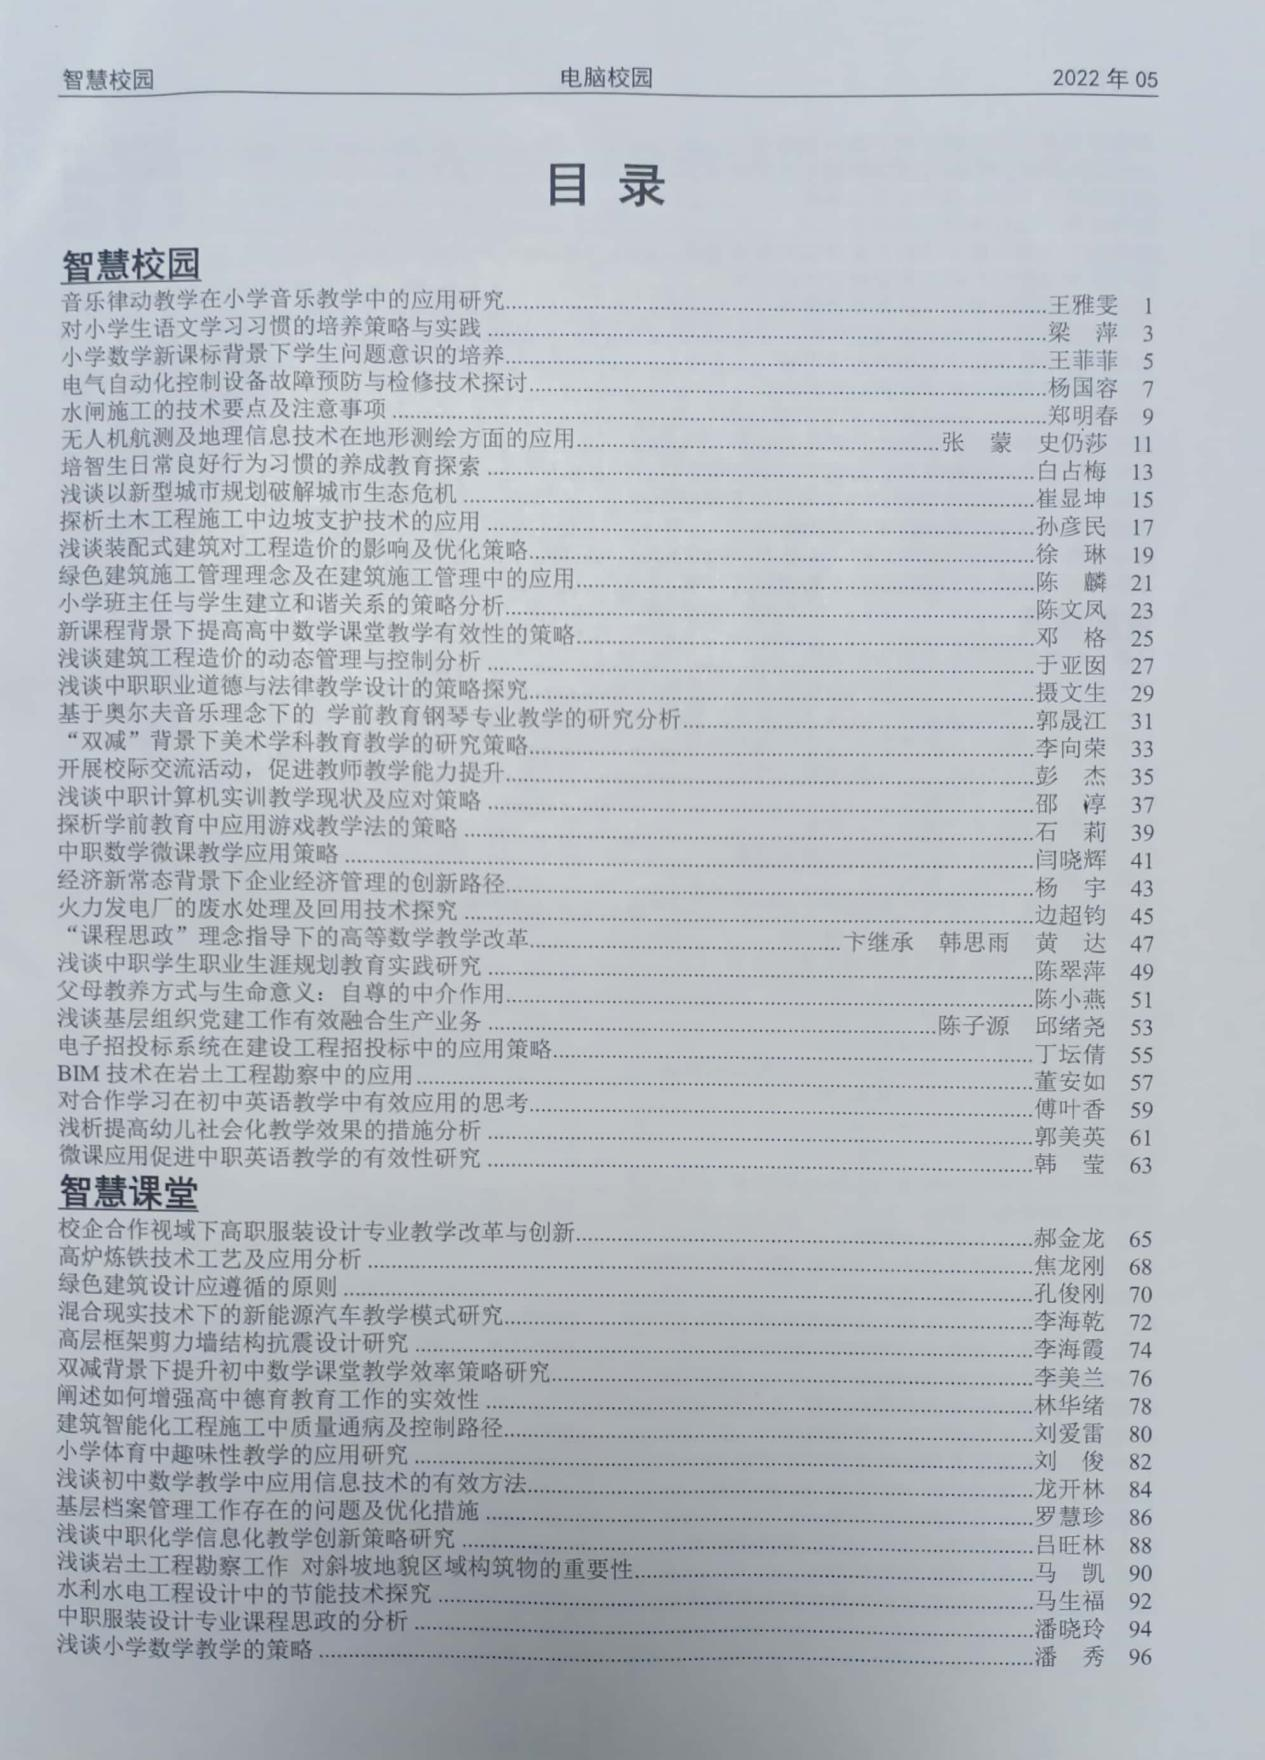 智慧校园 电脑校园 2022 年 05
目 录
智慧校园
音乐律动教学在小学音乐教学中的应用研究 王雅雯 1
对小学生语文学习习惯的培养策略与实践 梁 萍 3
小学数学新课标背景下学生问题意识的培养 王菲菲 5
电气自动化控制设备故障预防与检修技术探讨 杨国容 7
水闸施工的技术要点及注意事项 郑明春 9
无人机航测及地理信息技术在地形测绘方面的应用 张 蒙 史仍莎 11
培智生日常良好行为习惯的养成教育探索 白占梅 13
浅谈以新型城市规划破解城市生态危机 崔显坤 15
探析土木工程施工中边坡支护技术的应用 孙彦民 17
浅谈装配式建筑对工程造价的影响及优化策略 徐 琳 19
绿色建筑施工管理理念及在建筑施工管理中的应用 陈 麟 21
小学班主任与学生建立和谐关系的策略分析 陈文凤 23
新课程背景下提高高中数学课堂教学有效性的策略 邓 格 25
浅谈建筑工程造价的动态管理与控制分析 于亚囡 27
浅谈中职职业道德与法律教学设计的策略探究 摄文生 29
基于奥尔夫音乐理念下的 学前教育钢琴专业教学的研究分析 郭晟江 31
“双减”背景下美术学科教育教学的研究策略 李向荣 33
开展校际交流活动，促进教师教学能力提升 彭 杰 35
浅谈中职计算机实训教学现状及应对策略 邵 淳 37
探析学前教育中应用游戏教学法的策略 石 莉 39
中职数学微课教学应用策略 闫晓辉 41
经济新常态背景下企业经济管理的创新路径 杨 宇 43
火力发电厂的废水处理及回用技术探究 边超钧 45
“课程思政”理念指导下的高等数学教学改革 卞继承 韩思雨 黄 达 47
浅谈中职学生职业生涯规划教育实践研究 陈翠萍 49
父母教养方式与生命意义：自尊的中介作用 陈小燕 51
浅谈基层组织党建工作有效融合生产业务 陈子源 邱绪尧 53
电子招投标系统在建设工程招投标中的应用策略 丁坛倩 55
BIM 技术在岩土工程勘察中的应用 董安如 57
对合作学习在初中英语教学中有效应用的思考 傅叶香 59
浅析提高幼儿社会化教学效果的措施分析 郭美英 61
微课应用促进中职英语教学的有效性研究 韩 莹 63
智慧课堂
校企合作视域下高职服装设计专业教学改革与创新 郝金龙 65
高炉炼铁技术工艺及应用分析 焦龙刚 68
绿色建筑设计应遵循的原则 孔俊刚 70
混合现实技术下的新能源汽车教学模式研究 李海乾 72
高层框架剪力墙结构抗震设计研究 李海霞 74
双减背景下提升初中数学课堂教学效率策略研究 李美兰 76
阐述如何增强高中德育教育工作的实效性 林华绪 78
建筑智能化工程施工中质量通病及控制路径 刘爱雷 80
小学体育中趣味性教学的应用研究 刘 俊 82
浅谈初中数学教学中应用信息技术的有效方法 龙开林 84
基层档案管理工作存在的问题及优化措施 罗慧珍 86
浅谈中职化学信息化教学创新策略研究 吕旺林 88
浅谈岩土工程勘察工作 对斜坡地貌区域构筑物的重要性 马 凯 90
水利水电工程设计中的节能技术探究 马生福 92
中职服装设计专业课程思政的分析 潘晓玲 94
浅谈小学数学教学的策略 潘 秀 96